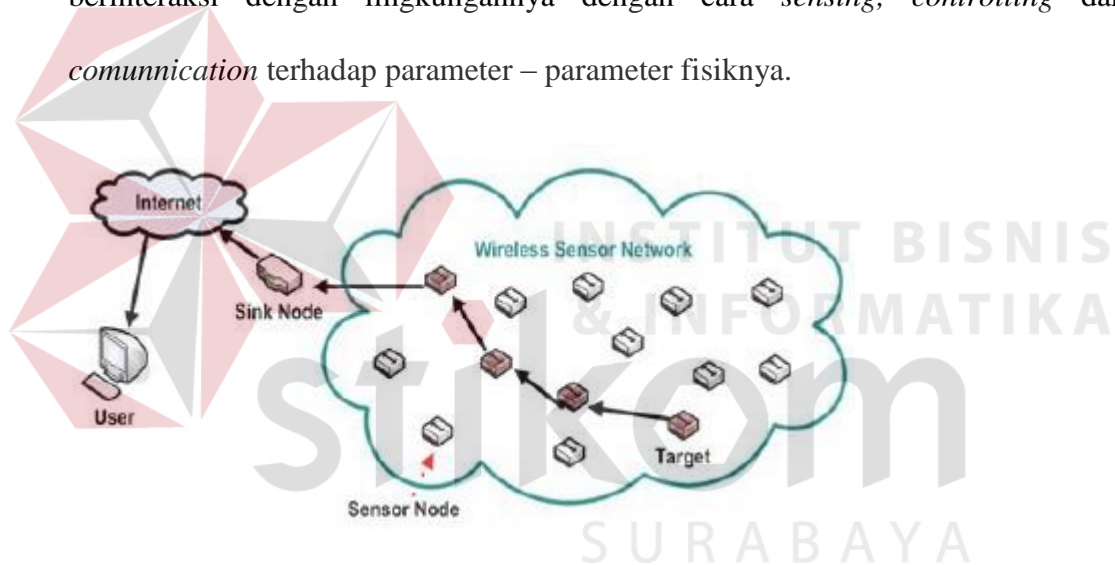 berinteraksi dengan lingkungannya dengan cara sensing, controlling dan
comunnication terhadap parameter – parameter fisiknya.
Internet
Wireless Sensor Network
Sink Node
User
Target
Sensor Node
INSTITUT BISNIS
& INFORMATIKA
stikom
SURABAYA